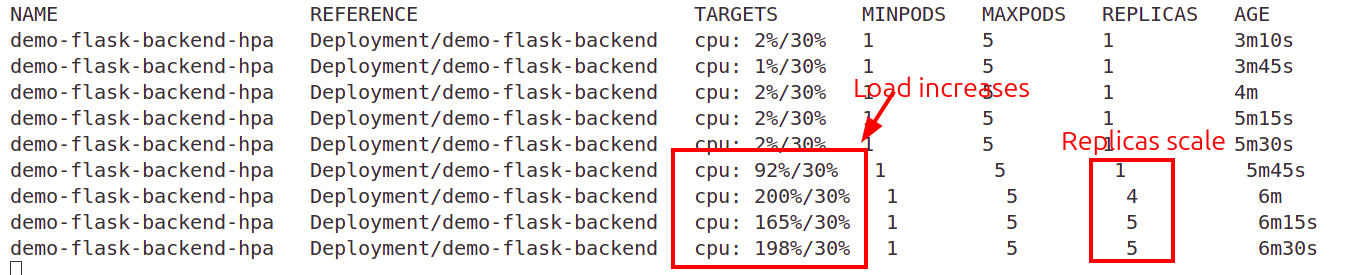 NAME REFERENCE TARGETS MINPODS MAXPODS REPLICAS AGE
demo-flask-backend-hpa Deployment/demo-flask-backend cpu: 2%/30% 1 5 1 3m10s
demo-flask-backend-hpa Deployment/demo-flask-backend cpu: 1%/30% 1 5 1 3m45s
demo-flask-backend-hpa Deployment/demo-flask-backend cpu: 2%/30% 1 5 1 4m
Load increases
demo-flask-backend-hpa Deployment/demo-flask-backend cpu: 2%/30% 1 5 1 5m15s
demo-flask-backend-hpa Deployment/demo-flask-backend cpu: 2%/30% 1 5 1 5m30s
Replicas scale
demo-flask-backend-hpa Deployment/demo-flask-backend cpu: 92%/30% 1 5 1 5m45s
demo-flask-backend-hpa Deployment/demo-flask-backend cpu: 200%/30% 1 5 4 6m
demo-flask-backend-hpa Deployment/demo-flask-backend cpu: 165%/30% 1 5 5 6m15s
demo-flask-backend-hpa Deployment/demo-flask-backend cpu: 198%/30% 1 5 5 6m30s